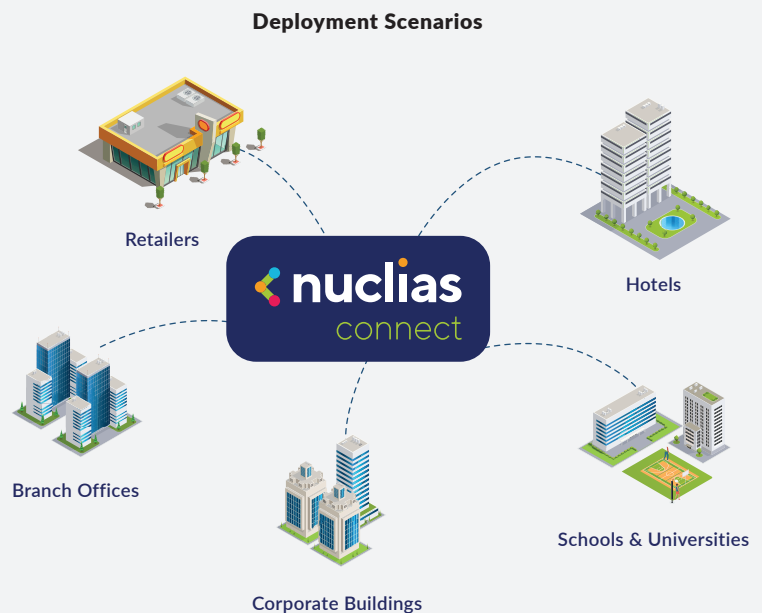 Deployment Scenarios
Retailers
Hotels
nuclias
connect
Branch Offices
Schools & Universities
Corporate Buildings